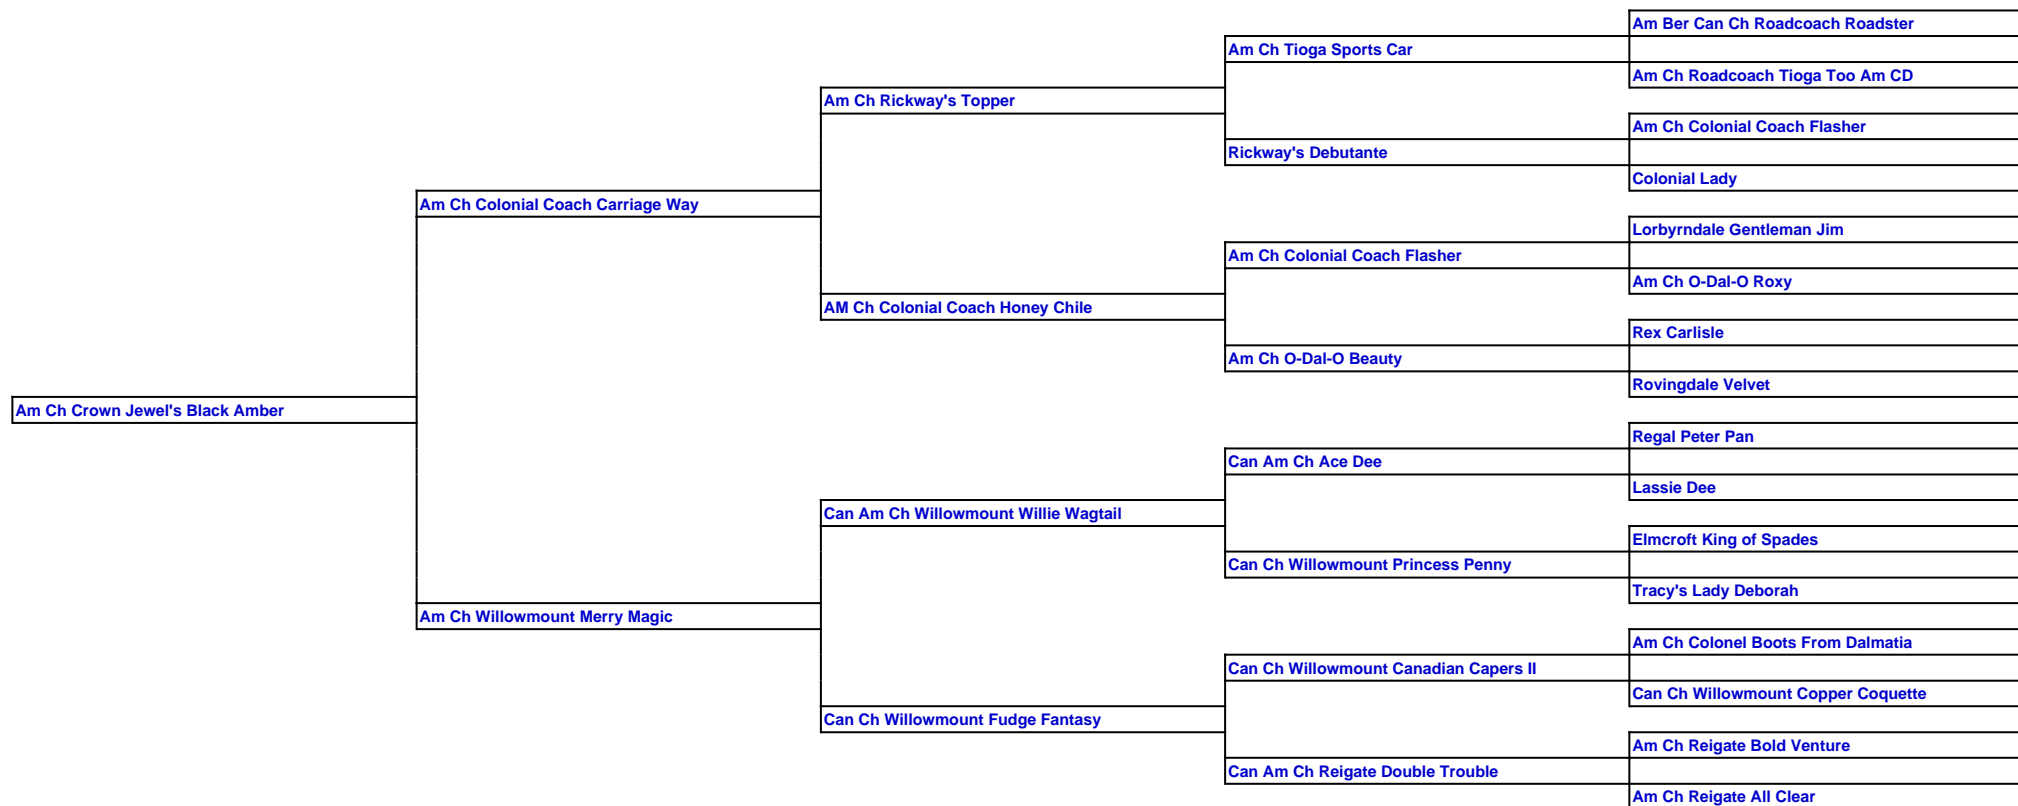 Am Ber Can Ch Roadcoach Roadster
Am Ch Tioga Sports Car
Am Ch Roadcoach Tioga Too Am CD
Am Ch Rickway's Topper
Am Ch Colonial Coach Flasher
Rickway's Debutante
Colonial Lady
Am Ch Colonial Coach Carriage Way
Lorbyrndale Gentleman Jim
Am Ch Colonial Coach Flasher
Am Ch O-Dal-O Roxy
AM Ch Colonial Coach Honey Chile
Rex Carlisle
Am Ch O-Dal-O Beauty
Rovingdale Velvet
Am Ch Crown Jewel's Black Amber
Regal Peter Pan
Can Am Ch Ace Dee
Lassie Dee
Can Am Ch Willowmount Willie Wagtail
Elmcroft King of Spades
Can Ch Willowmount Princess Penny
Tracy's Lady Deborah
Am Ch Willowmount Merry Magic
Am Ch Colonel Boots From Dalmatia
Can Ch Willowmount Canadian Capers II
Can Ch Willowmount Copper Coquette
Can Ch Willowmount Fudge Fantasy
Am Ch Reigate Bold Venture
Can Am Ch Reigate Double Trouble
Am Ch Reigate All Clear